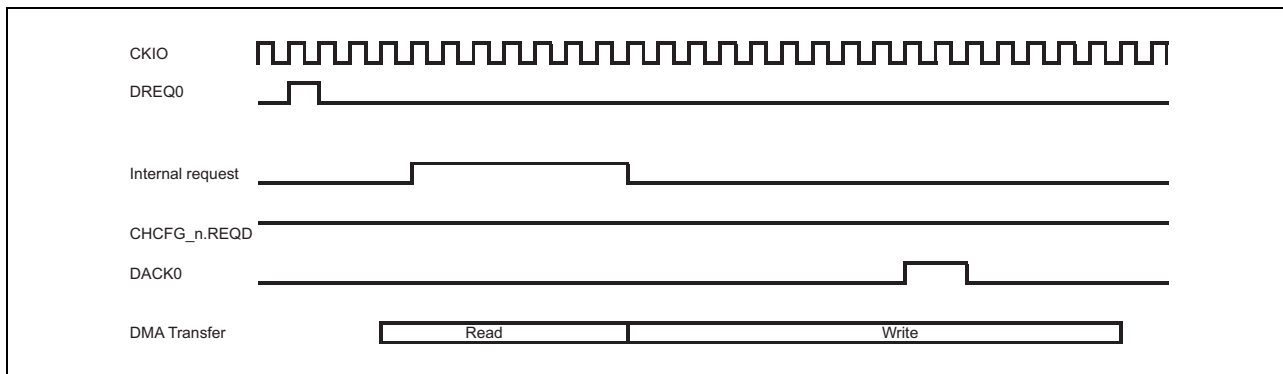 CKIO
DREQ0
Internal request
CHCFG_n.REQD
DACK0
DMA Transfer Read Write